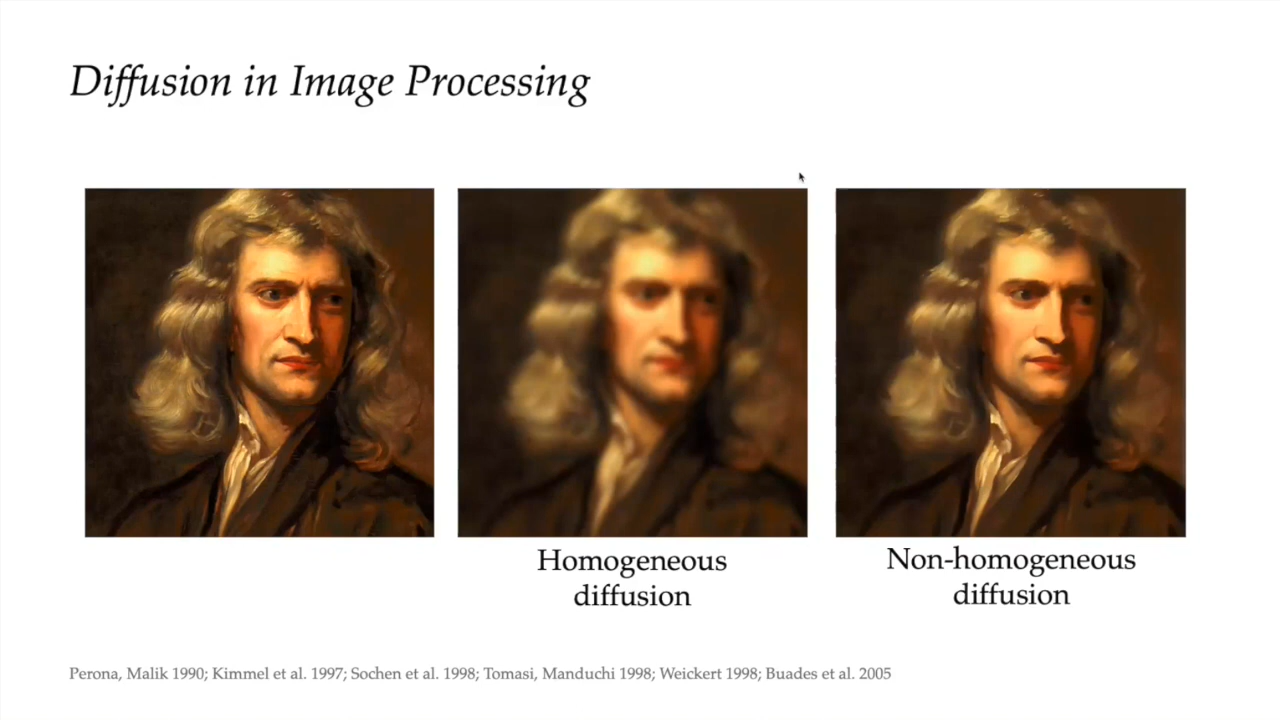 Diffusion in Image Processing
Homogeneous
diffusion
Non-homogeneous
diffusion
Perona, Malik 1990; Kimmel et al. 1997; Sochen et al. 1998; Tomasi, Manduchi 1998; Weickert 1998; Buades et al. 2005